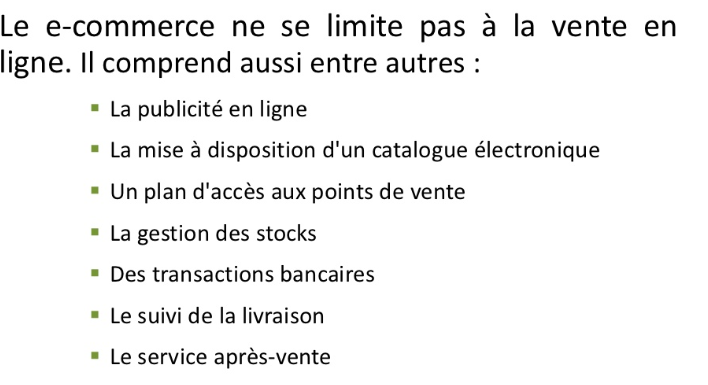 Le e-commerce ne se limite pas à la vente en
ligne. Il comprend aussi entre autres :
▪ La publicité en ligne
▪ La mise à disposition d'un catalogue électronique
▪ Un plan d'accès aux points de vente
▪ La gestion des stocks
▪ Des transactions bancaires
▪ Le suivi de la livraison
▪ Le service après-vente